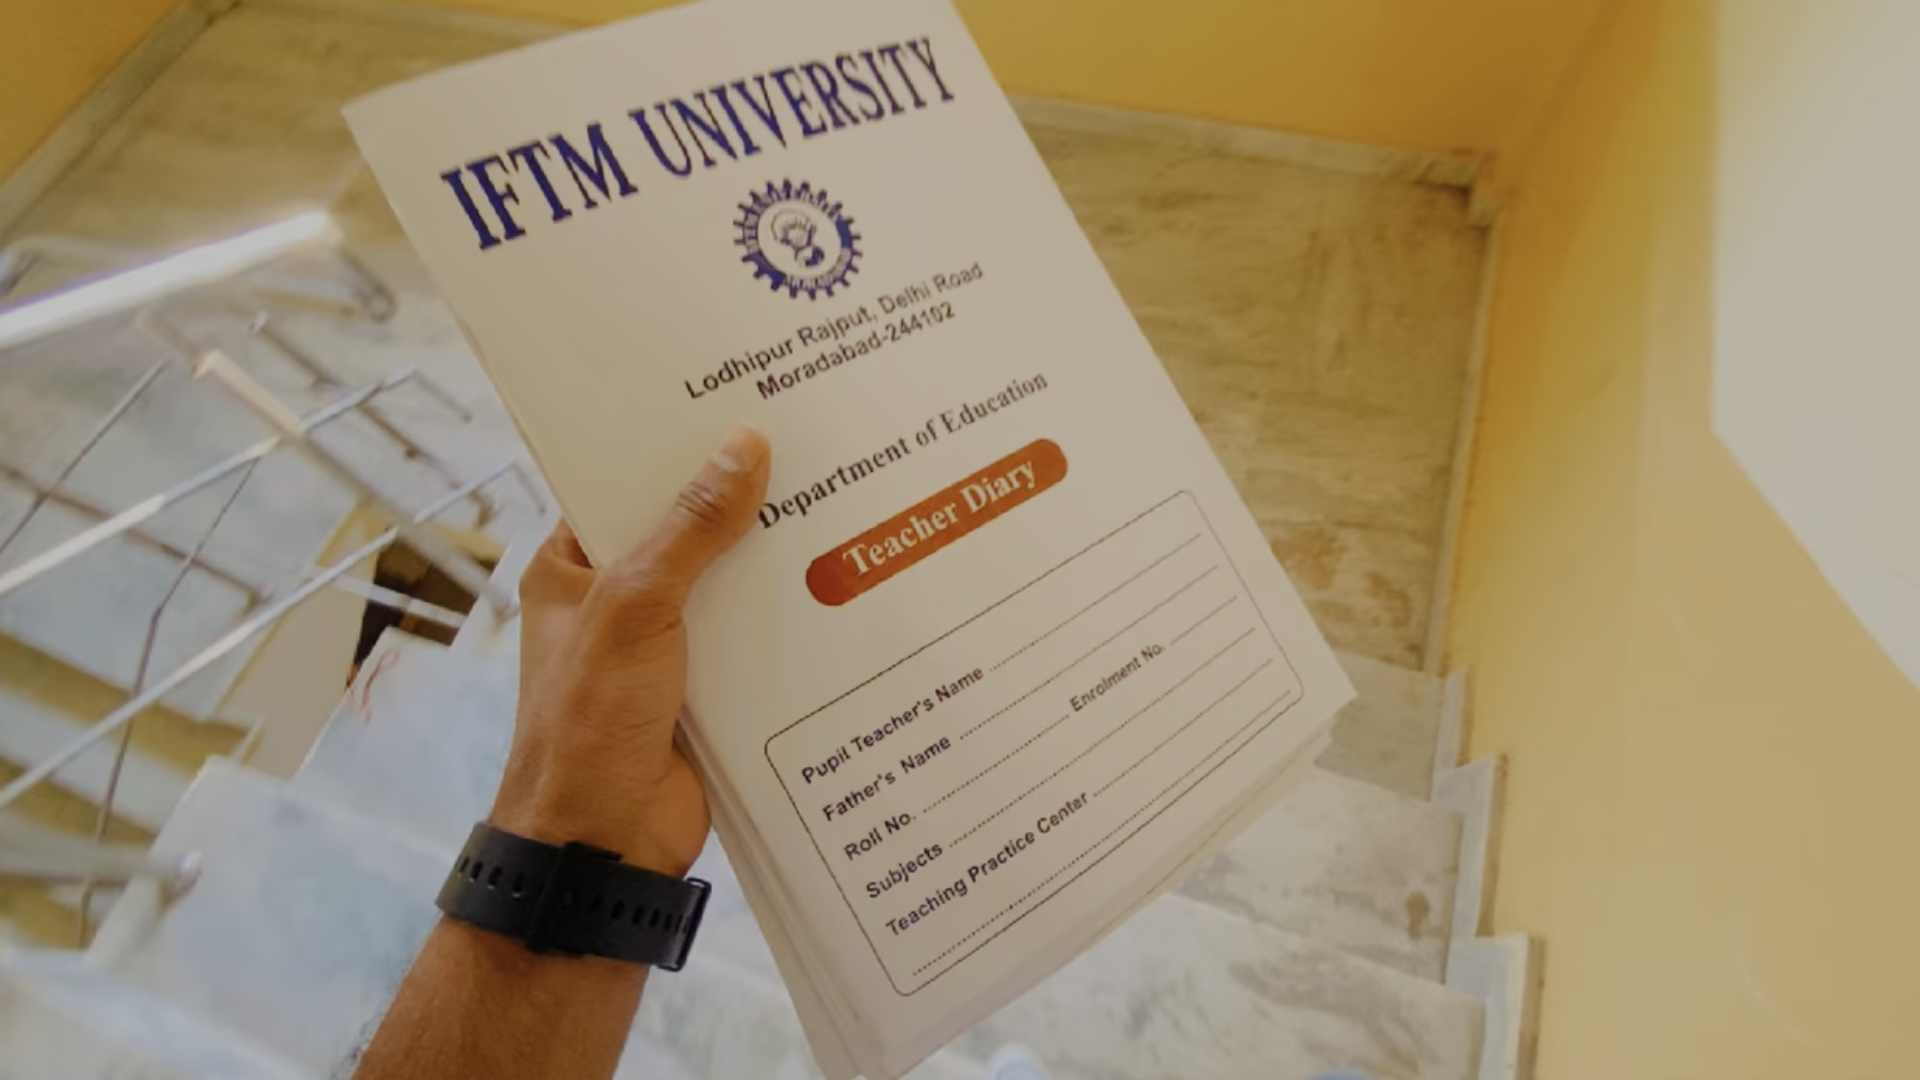 IFTM UNIVERSITY
Lodhipur Rajput, Delhi Road
Moradabad-244102
Department of Education
Teacher Diary
Pupil Teacher's Name
Father's Name
Roll No. Enrolment No.
Subjects
Teaching Practice Center